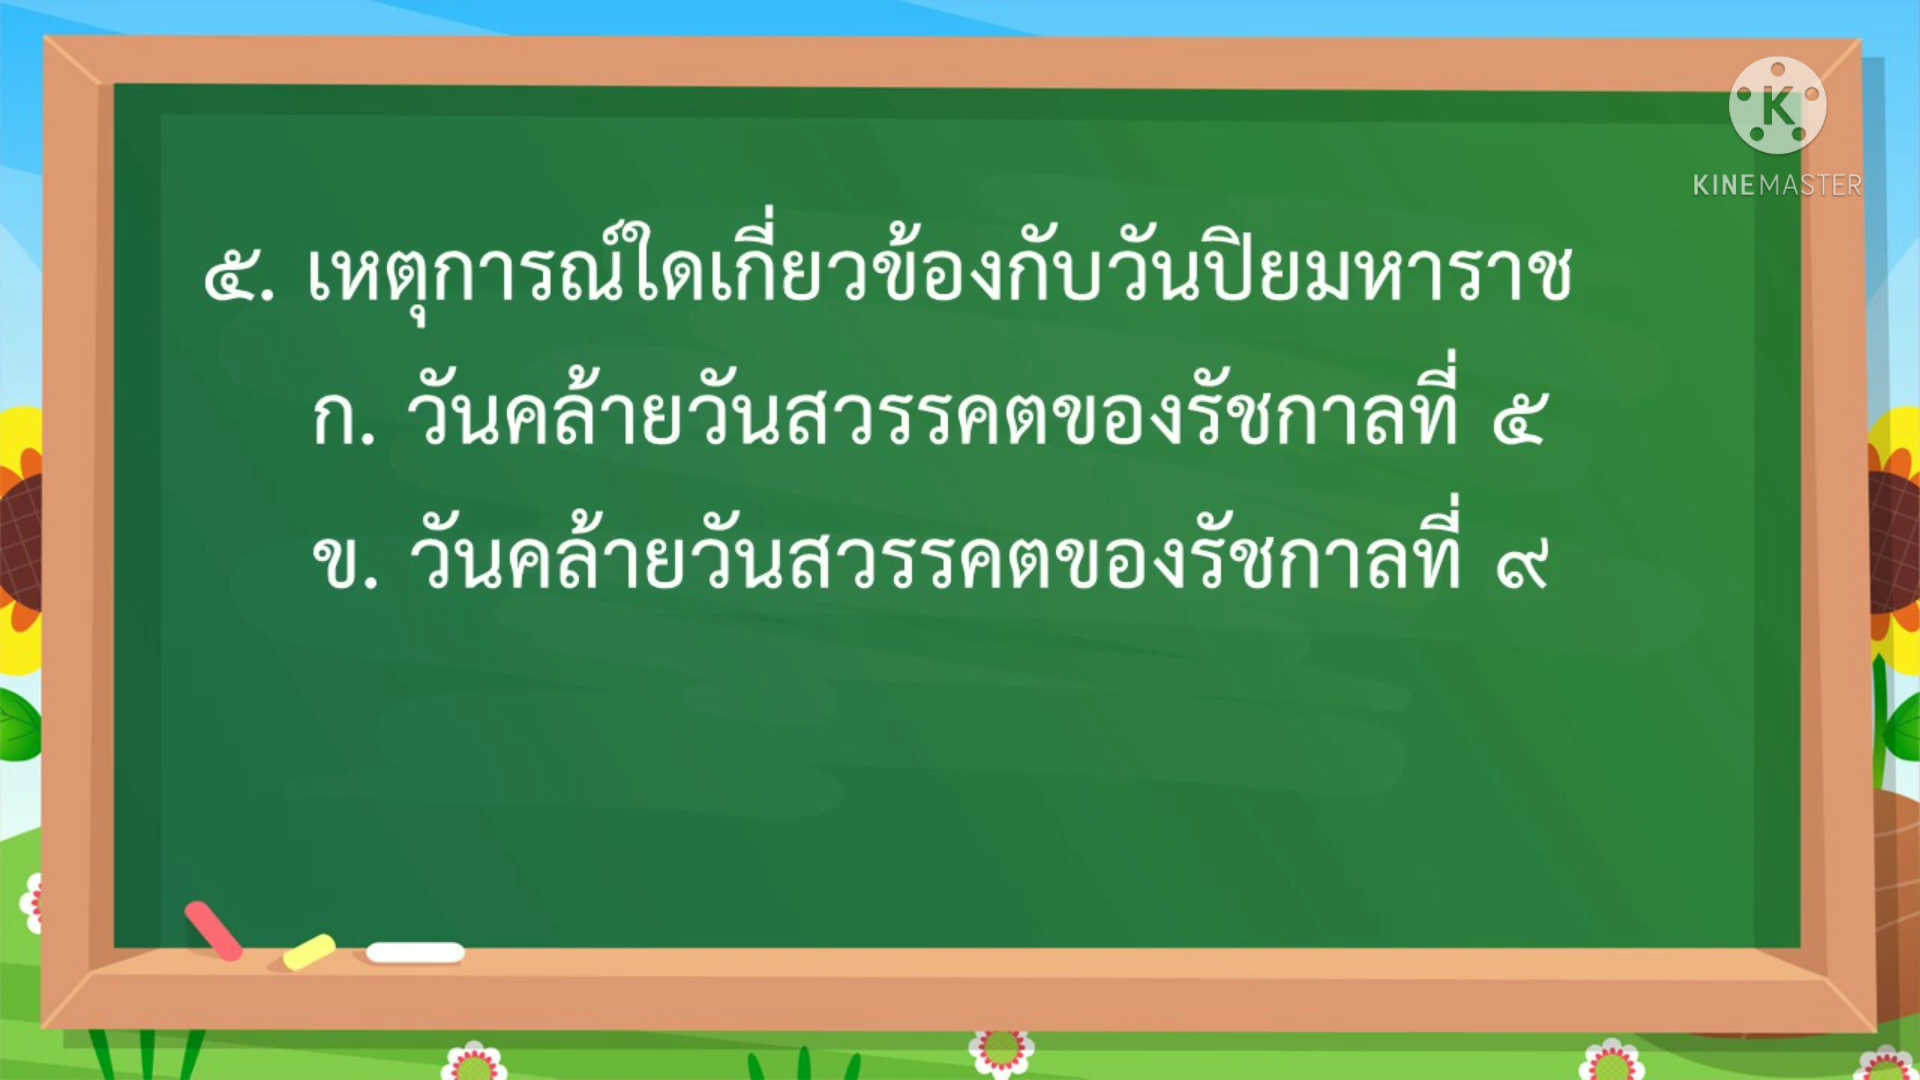 K
KINEMASTER
๕. เหตุการณ์ใดเกี่ยวข้องกับวันปิยมหาราช
ก. วันคล้ายวันสวรรคตของรัชกาลที่ ๕
ข. วันคล้ายวันสวรรคตของรัชกาลที่ ๙